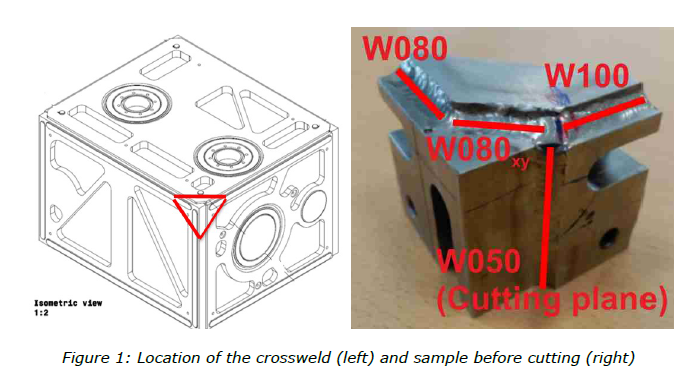 W080
W100
W080xy
W050
(Cutting plane)
Isometric view
1:2
Figure 1: Location of the crossweld (left) and sample before cutting (right)